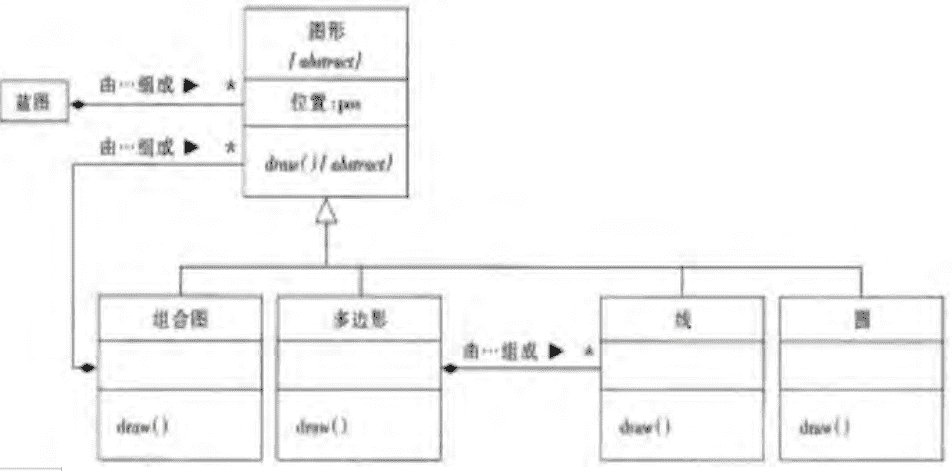 图形
{abstract}
由…组成 ▶ *
蓝图
位置:pos
由…组成 ▶ *
draw(){abstract}
组合图
多边形
线
圆
由…组成 ▶ *
draw()
draw()
draw()
draw()